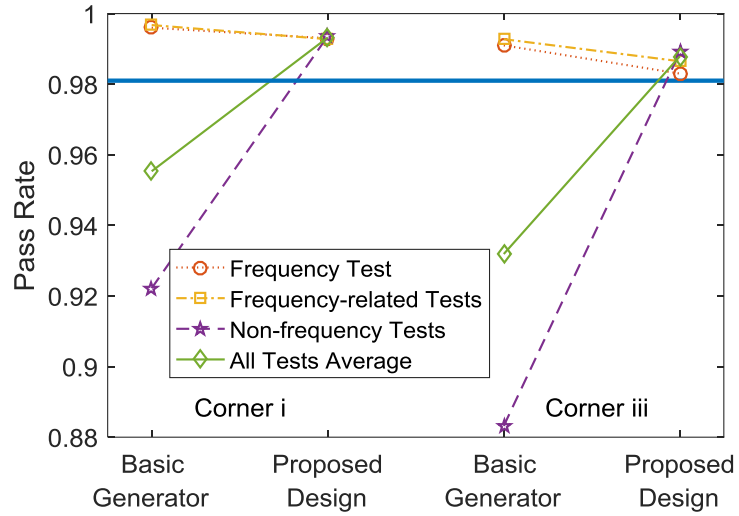 1
0.98
0.96
0.94
0.92
0.9
0.88
Pass Rate
Frequency Test
Frequency-related Tests
Non-frequency Tests
All Tests Average
Corner i
Corner iii
Basic Generator
Proposed Design
Basic Generator
Proposed Design